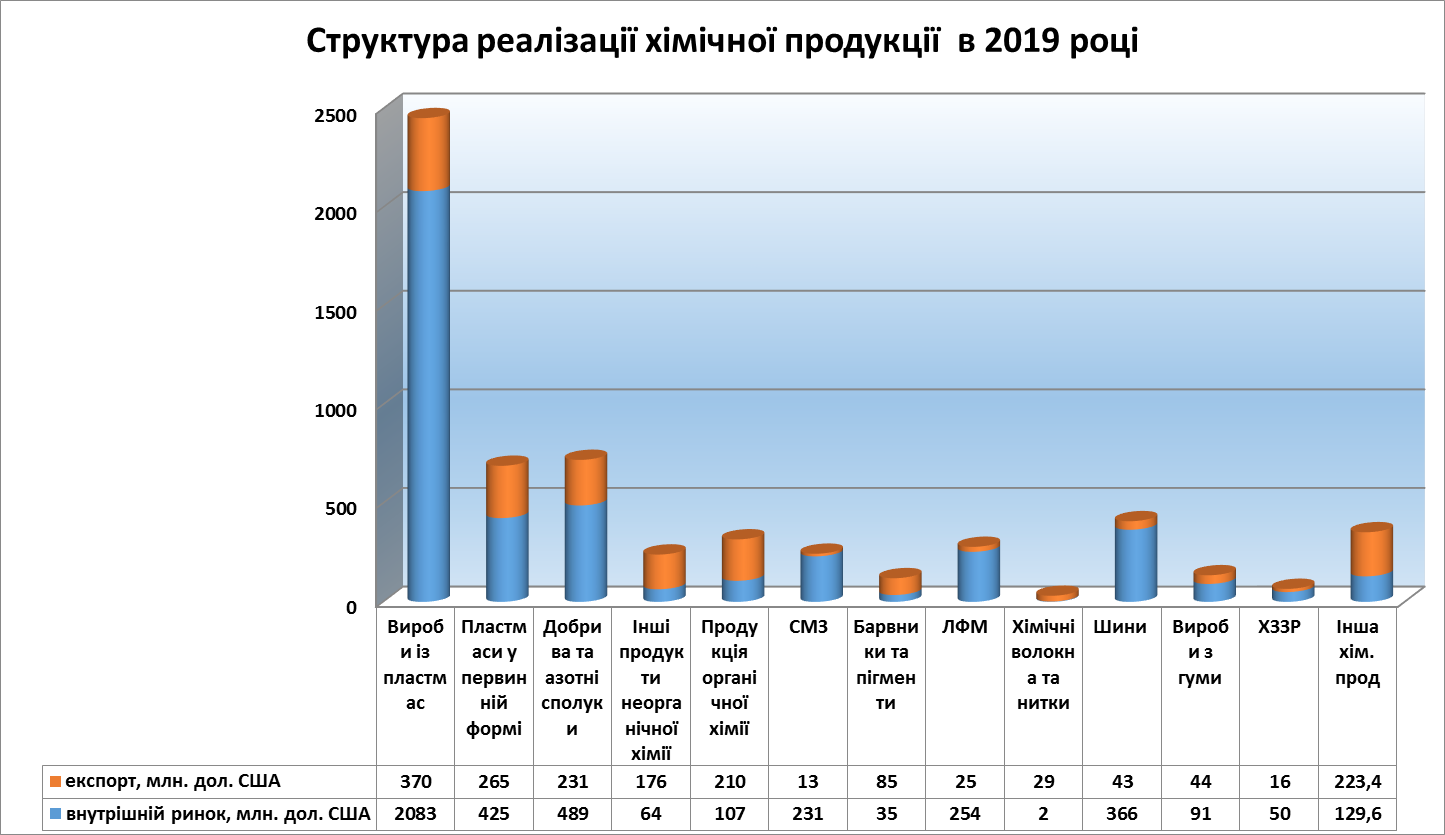 Структура реалізації хімічної продукції в 2019 році
2500
2000
1500
1000
500
0
Вироб
и із
пластм
ас
Пластм
аси у
первин
ній
формі
Добри
ва та
азотні
сполук
и
Інші
продук
ти
неорга
нічної
хімії
Проду
кція
органі
чної
хімії
СМЗ
Барвни
ки та
пігмен
ти
ЛФМ
Хімічні
волокн
а та
нитки
Шини
Вироб
и з
гуми
ХЗЗР
Інша
хім.
прод
експорт, млн. дол. США 370 265 231 176 210 13 85 25 29 43 44 16 223,4
внутрішній ринок, млн. дол. США 2083 425 489 64 107 231 35 254 2 366 91 50 129,6